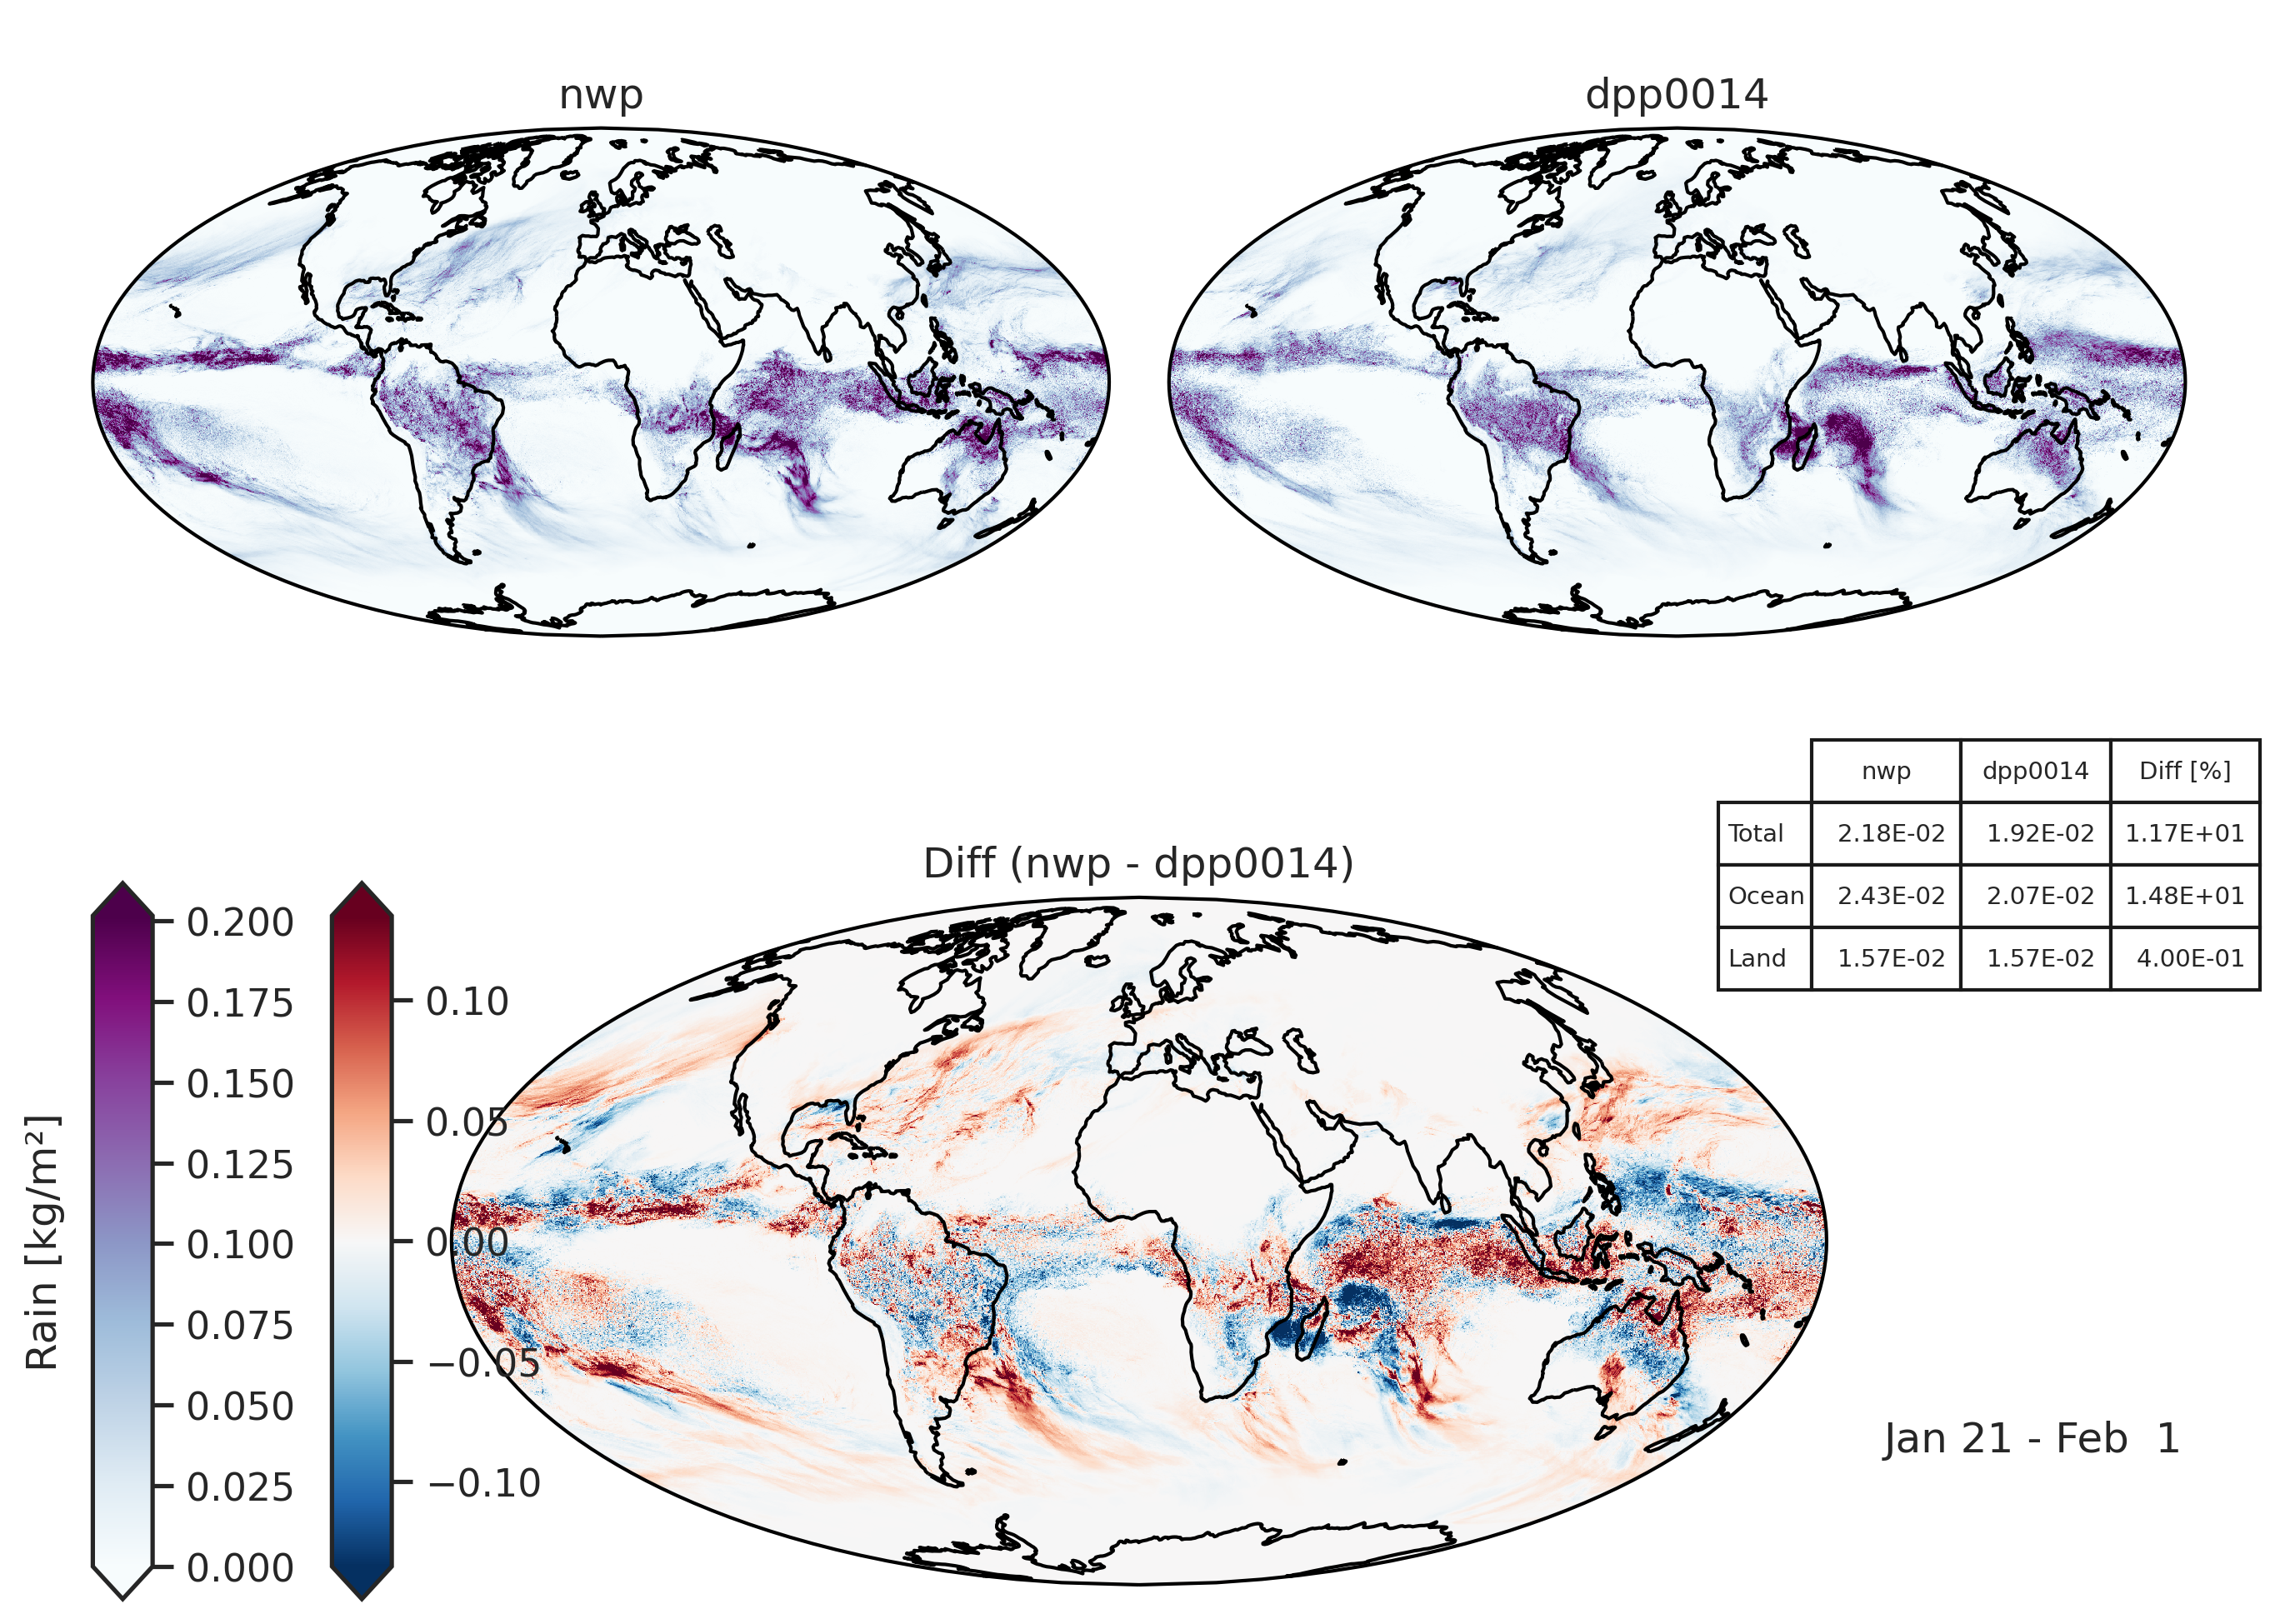 nwp
dpp0014
nwp dpp0014 Diff [%]
Total 2.18E-02 1.92E-02 1.17E+01
Ocean 2.43E-02 2.07E-02 1.48E+01
Land 1.57E-02 1.57E-02 4.00E-01
Diff (nwp - dpp0014)
Rain [kg/m²]
0.200
0.175
0.150
0.125
0.100
0.075
0.050
0.025
0.000
0.10
0.05
0.00
−0.05
−0.10
Jan 21 - Feb  1